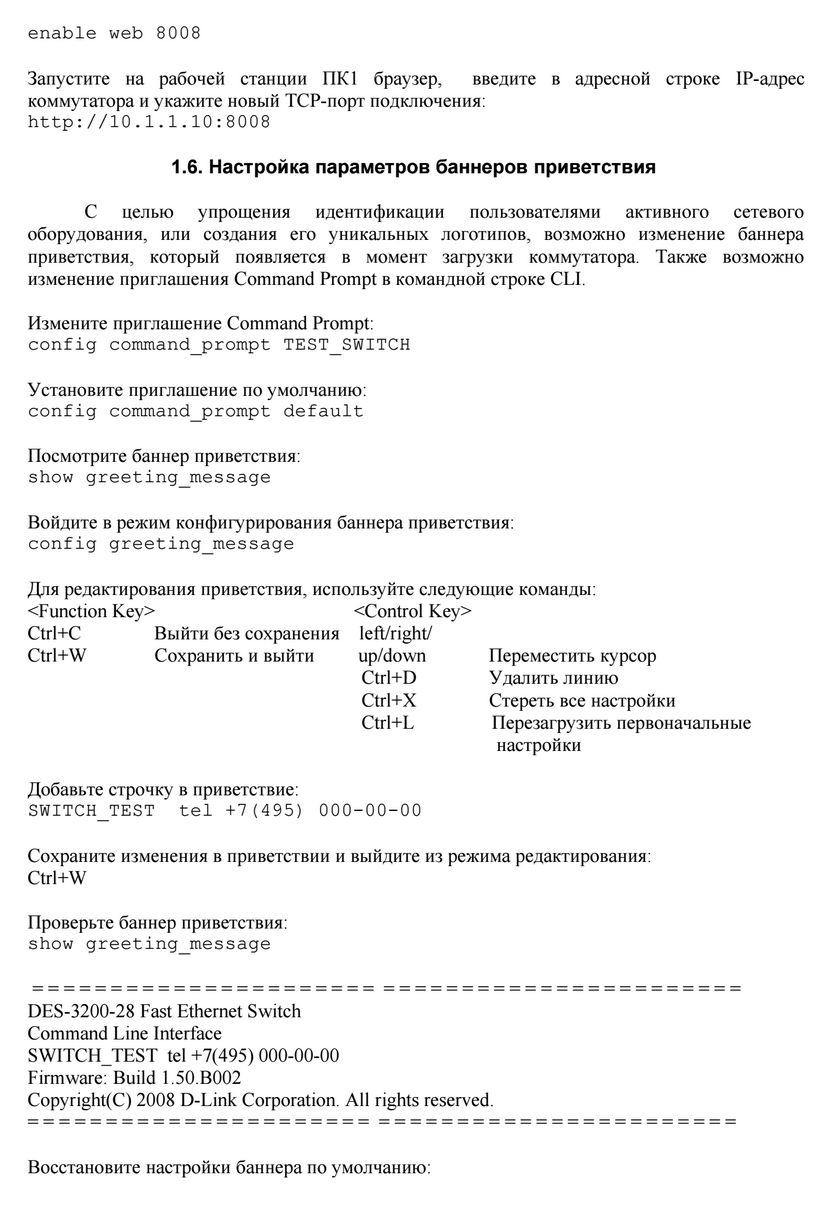 enable web 8008
Запустите на рабочей станции ПК1 браузер, введите в адресной строке IP-адрес
коммутатора и укажите новый TCP-порт подключения:
http://10.1.1.10:8008
1.6. Настройка параметров баннеров приветствия
С целью упрощения идентификации пользователями активного сетевого
оборудования, или создания его уникальных логотипов, возможно изменение баннера
приветствия, который появляется в момент загрузки коммутатора. Также возможно
изменение приглашения Command Prompt в командной строке CLI.
Измените приглашение Command Prompt:
config command_prompt TEST_SWITCH
Установите приглашение по умолчанию:
config command_prompt default
Посмотрите баннер приветствия:
show greeting_message
Войдите в режим конфигурирования баннера приветствия:
config greeting_message
Для редактирования приветствия, используйте следующие команды:
<Function Key> <Control Key>
Ctrl+C Выйти без сохранения left/right/
Ctrl+W Сохранить и выйти up/down Переместить курсор
Ctrl+D Удалить линию
Ctrl+X Стереть все настройки
Ctrl+L Перезагрузить первоначальные
настройки
Добавьте строчку в приветствие:
SWITCH_TEST tel +7(495) 000-00-00
Сохраните изменения в приветствии и выйдите из режима редактирования:
Ctrl+W
Проверьте баннер приветствия:
show greeting_message
= = = = = = = = = = = = = = = = = = = = = = = = = = = = = = = = = = = = = = = = = = = = =
DES-3200-28 Fast Ethernet Switch
Command Line Interface
SWITCH_TEST tel +7(495) 000-00-00
Firmware: Build 1.50.B002
Copyright(C) 2008 D-Link Corporation. All rights reserved.
= = = = = = = = = = = = = = = = = = = = = = = = = = = = = = = = = = = = = = = = = = = = =
Восстановите настройки баннера по умолчанию: